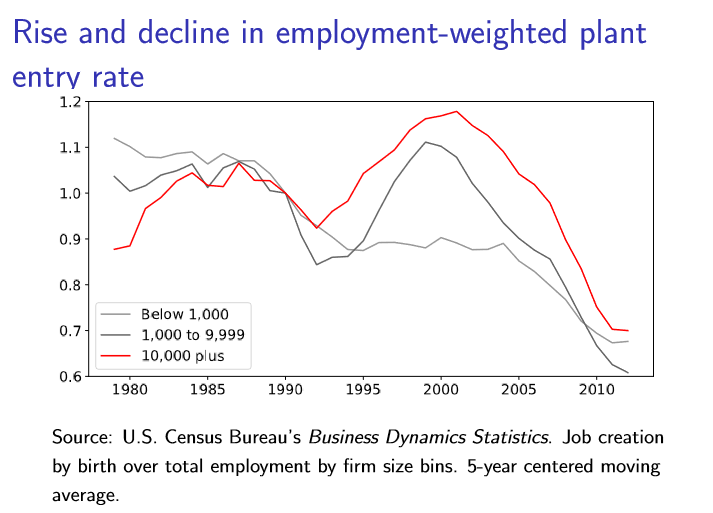 Rise and decline in employment-weighted plant
entry rate
1.2
1.1
1.0
0.9
0.8
0.7
0.6
Below 1,000
1,000 to 9,999
10,000 plus
1980 1985 1990 1995 2000 2005 2010
Source: U.S. Census Bureau's Business Dynamics Statistics. Job creation
by birth over total employment by firm size bins. 5-year centered moving
average.